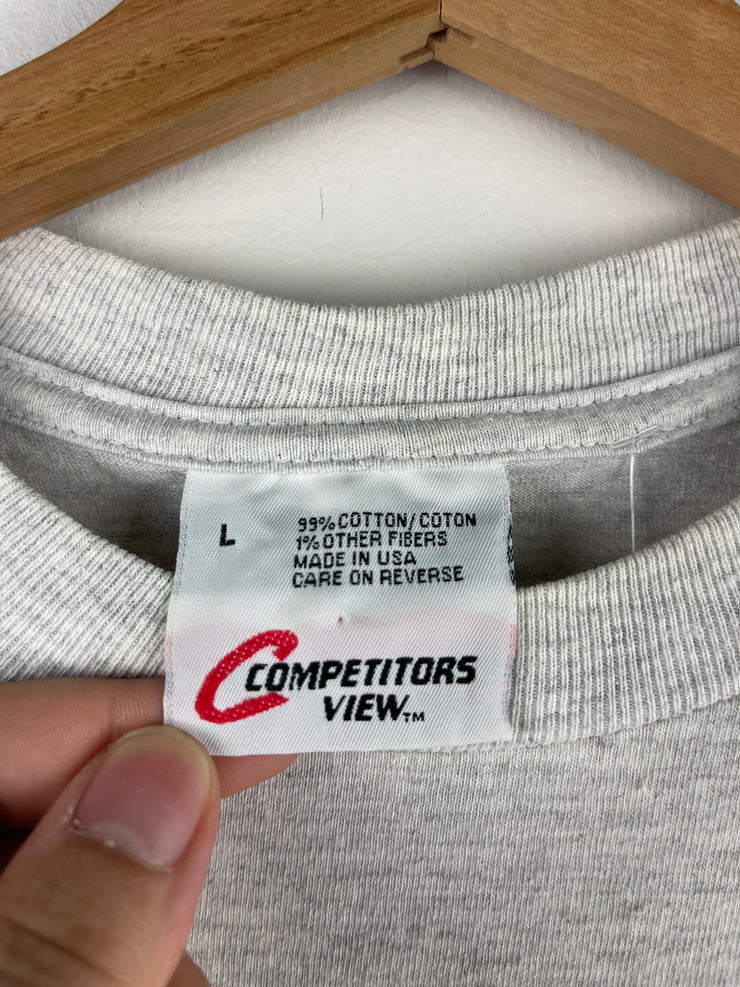 L
99% COTTON/COTON
1% OTHER FIBERS
MADE IN USA
CARE ON REVERSE
C COMPETITORS
VIEW™